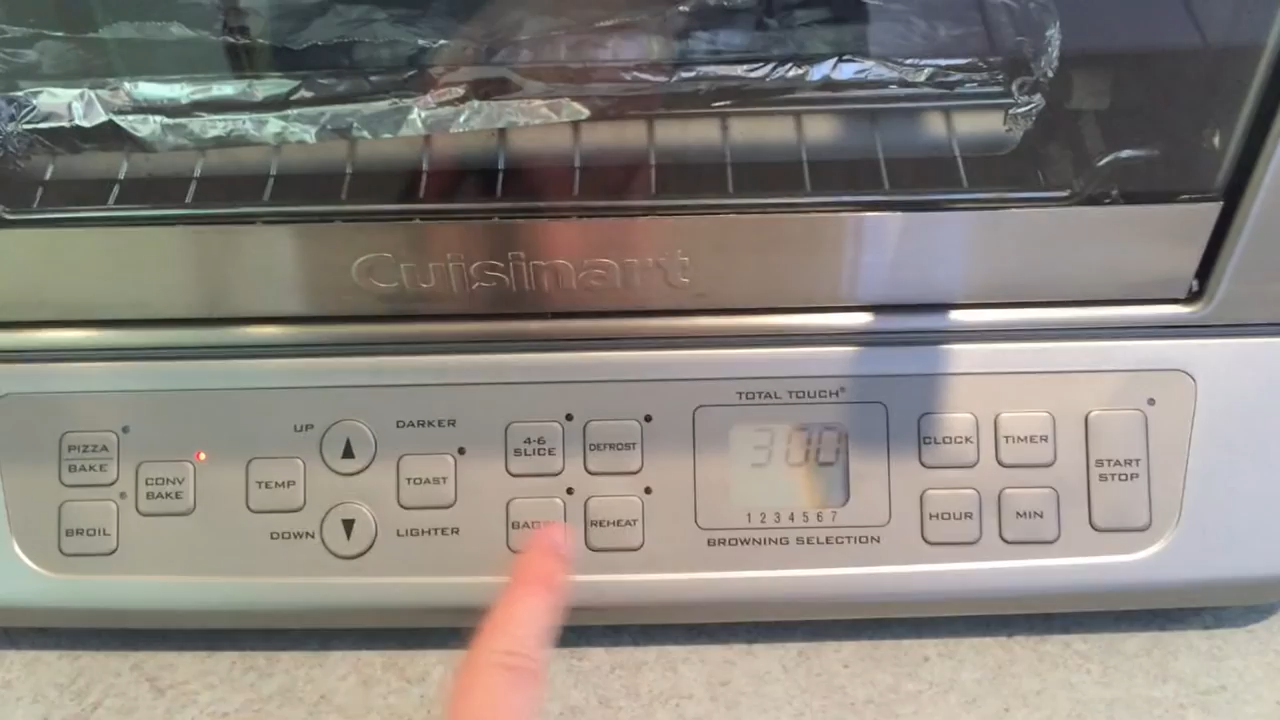 Cuisinart
PIZZA
BAKE
BROIL
CONV
BAKE
TEMP
UP
DOWN
DARKER
TOAST
LIGHTER
4-6
SLICE
DEFROST
REHEAT
TOTAL TOUCH®
300
1 2 3 4 5 6 7
BROWNING SELECTION
CLOCK
TIMER
HOUR
MIN
START
STOP